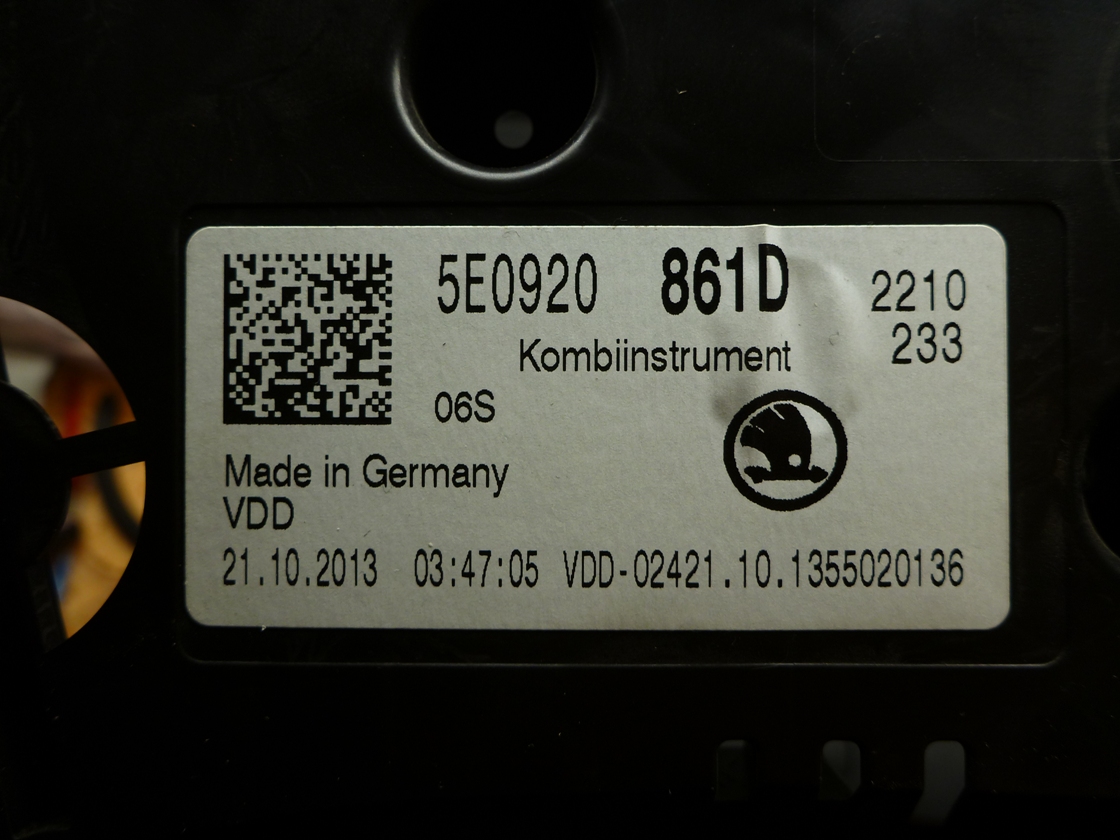 5E0920 861D 2210
233
Kombiinstrument
06S
Made in Germany
VDD
21.10.2013 03:47:05 VDD-02421.10.1355020136